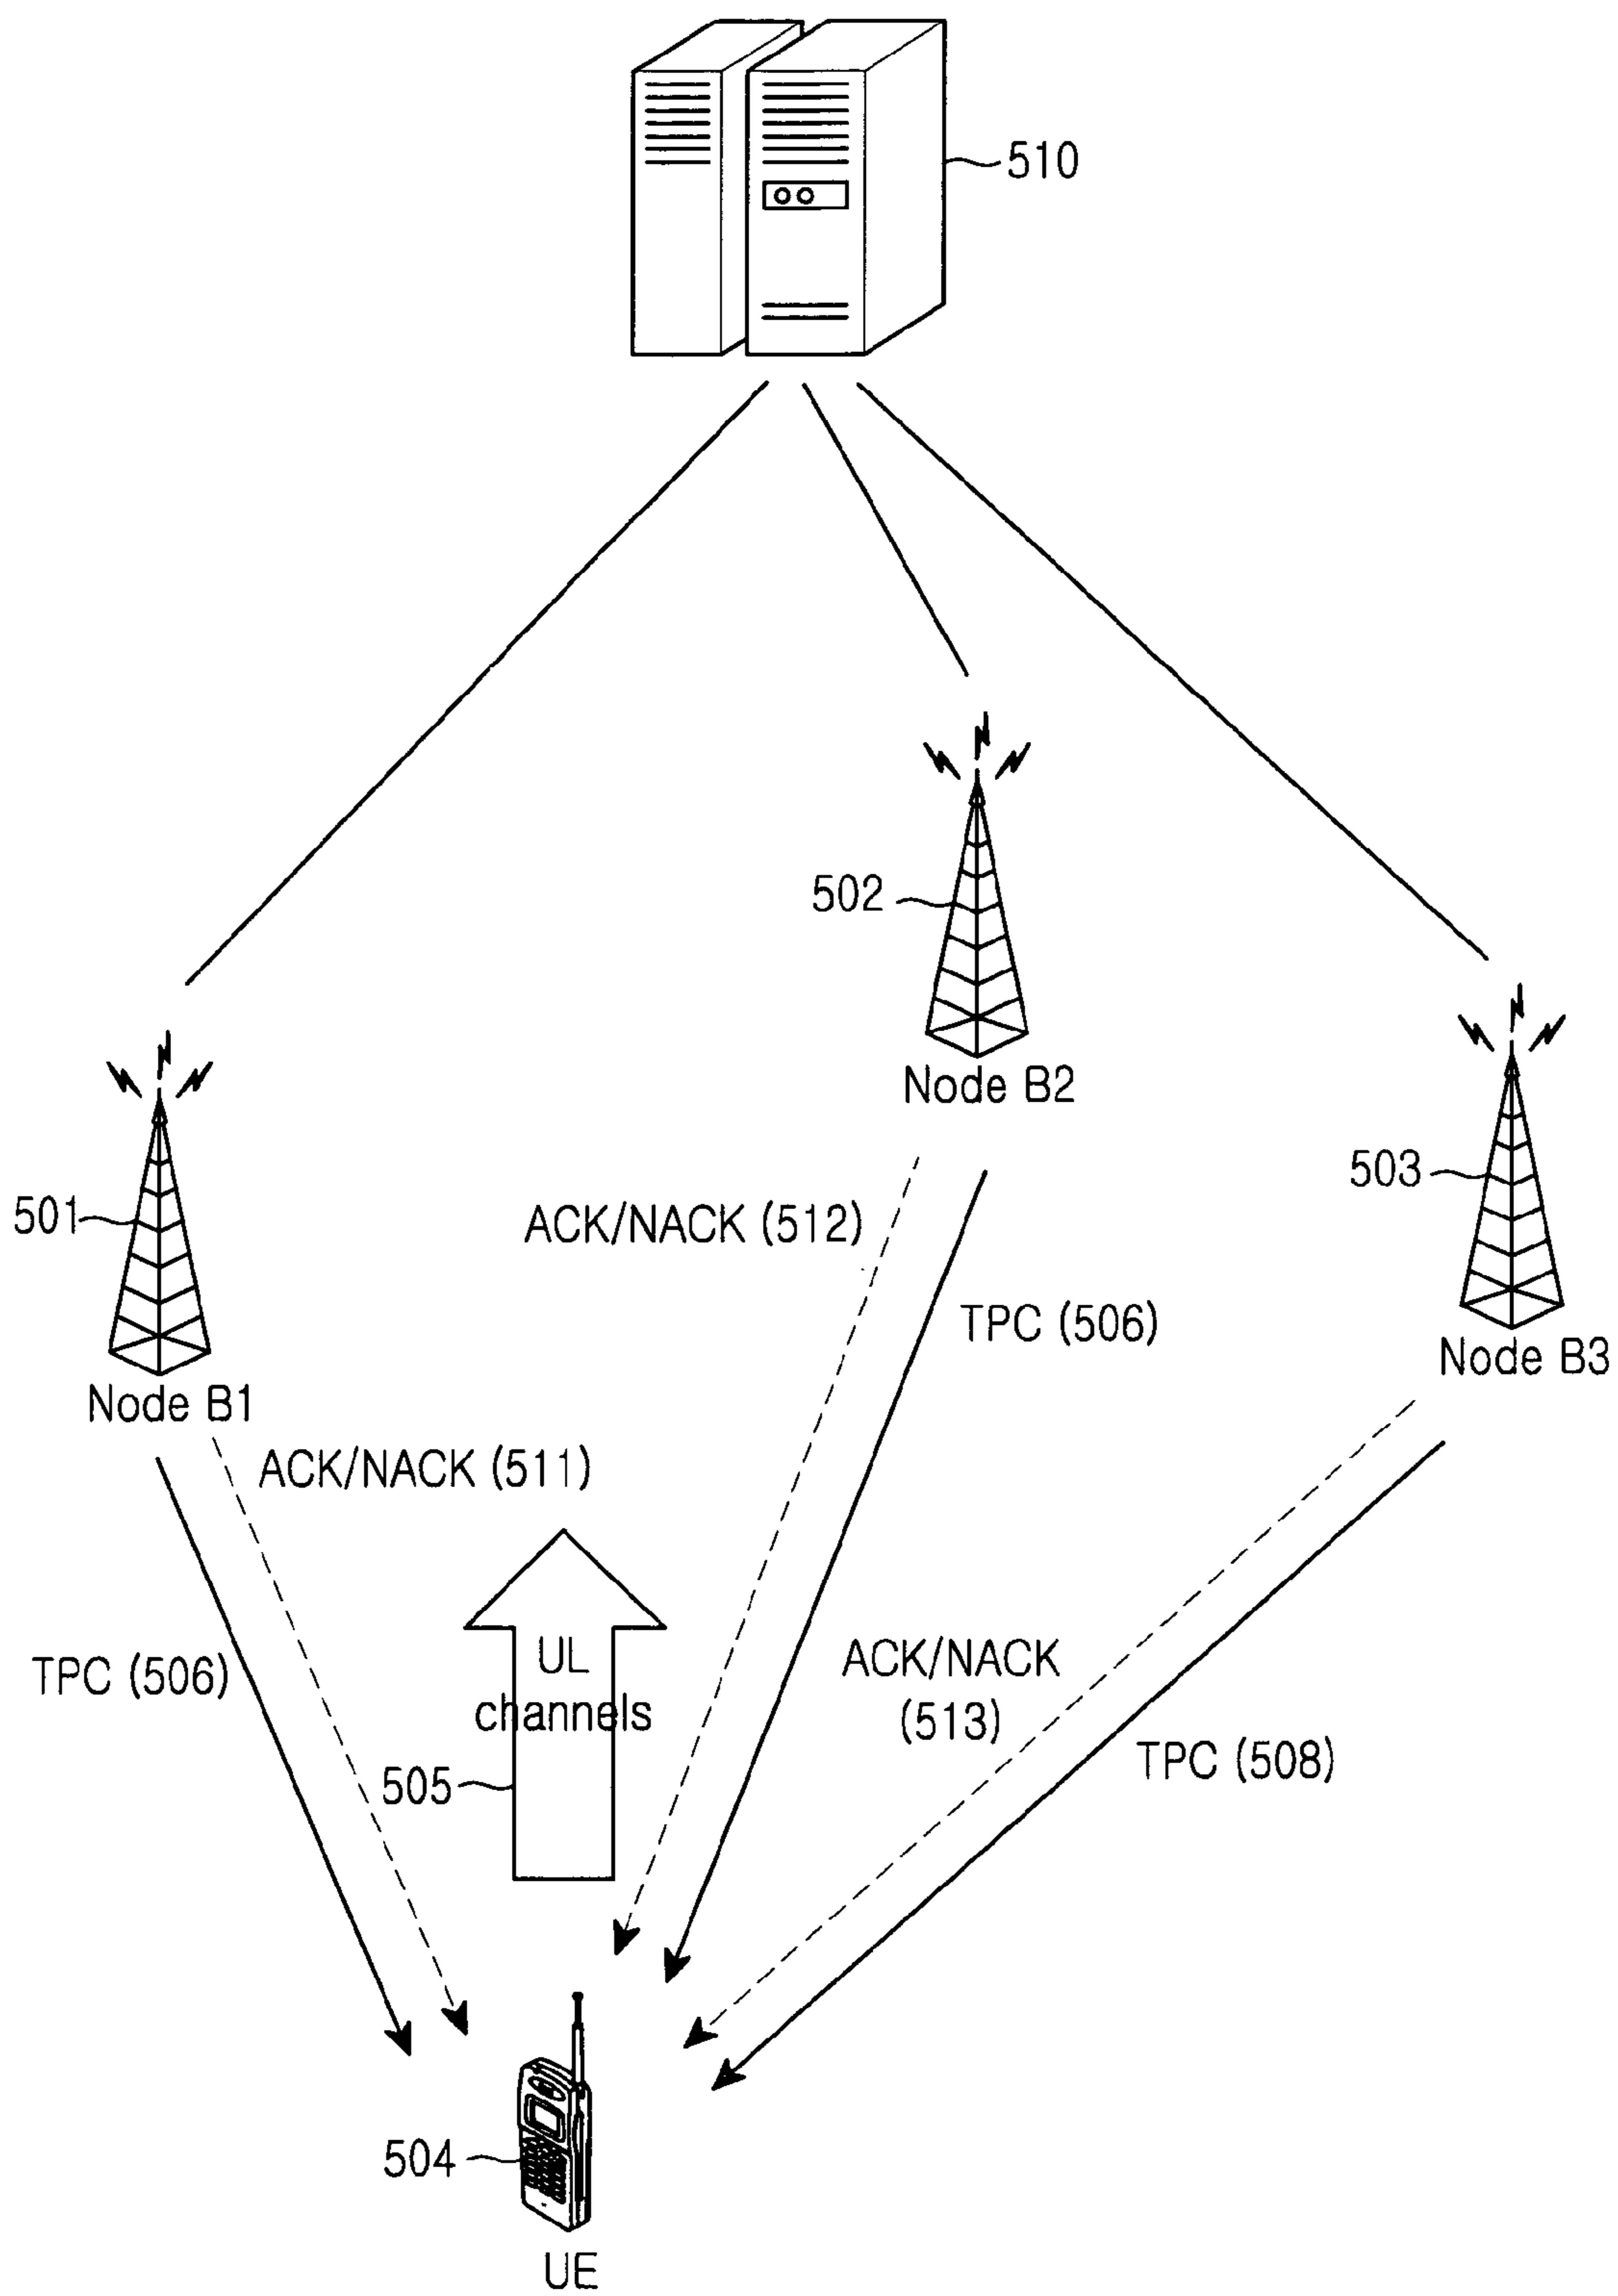 510
502
Node B2
503
501
ACK/NACK (512)
TPC (506)
Node B3
Node B1
ACK/NACK (511)
UL
channels
ACK/NACK
(513)
TPC (506)
TPC (508)
505
504
UE